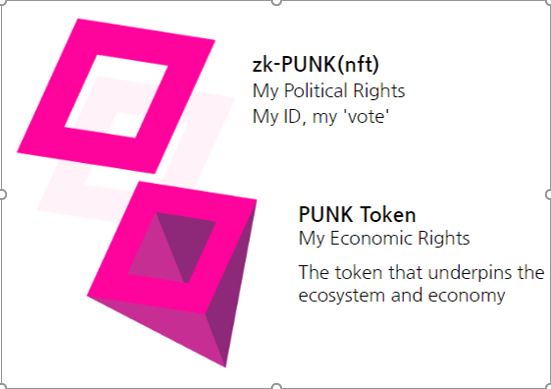 zk-PUNK(nft)
My Political Rights
My ID, my 'vote'
PUNK Token
My Economic Rights
The token that underpins the
ecosystem and economy